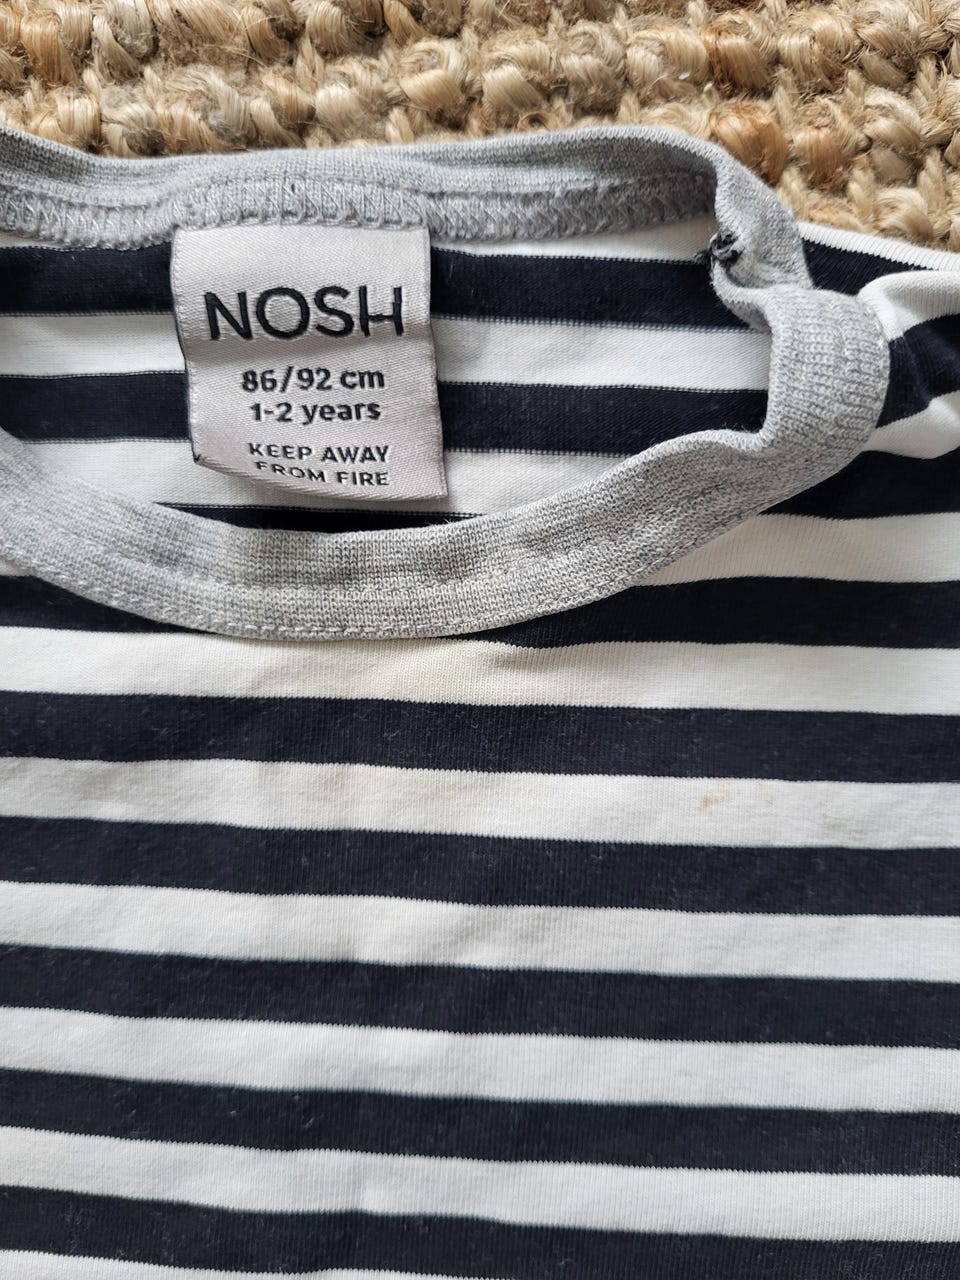 NOSH
86/92 cm
1-2 years
KEEP AWAY
FROM FIRE